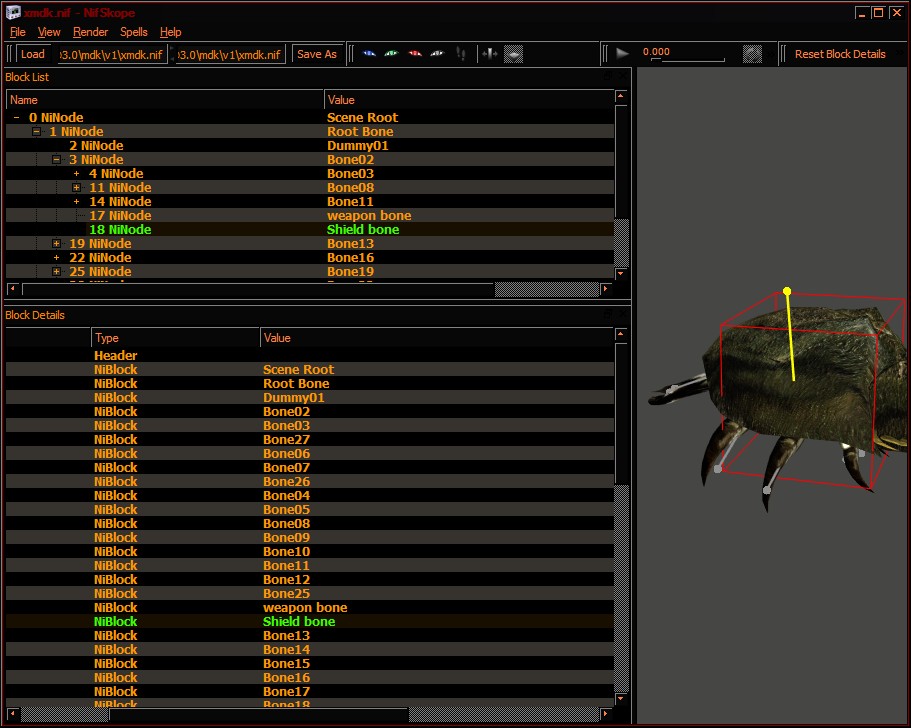 xmdk.nif - NifSkope
File View Render Spells Help
Load 3.0\mdk\v1\xmdk.nif 3.0\mdk\v1\xmdk.nif Save As 0.000 Reset Block Details
Block List
Name Value
0 NiNode Scene Root
1 NiNode Root Bone
2 NiNode Dummy01
3 NiNode Bone02
4 NiNode Bone03
11 NiNode Bone08
14 NiNode Bone11
17 NiNode weapon bone
18 NiNode Shield bone
19 NiNode Bone13
22 NiNode Bone16
25 NiNode Bone19
Block Details
Type Value
Header
NiBlock Scene Root
NiBlock Root Bone
NiBlock Dummy01
NiBlock Bone02
NiBlock Bone03
NiBlock Bone27
NiBlock Bone06
NiBlock Bone07
NiBlock Bone26
NiBlock Bone04
NiBlock Bone05
NiBlock Bone08
NiBlock Bone09
NiBlock Bone10
NiBlock Bone11
NiBlock Bone12
NiBlock Bone25
NiBlock weapon bone
NiBlock Shield bone
NiBlock Bone13
NiBlock Bone14
NiBlock Bone15
NiBlock Bone16
NiBlock Bone17
NiBlock Bone18